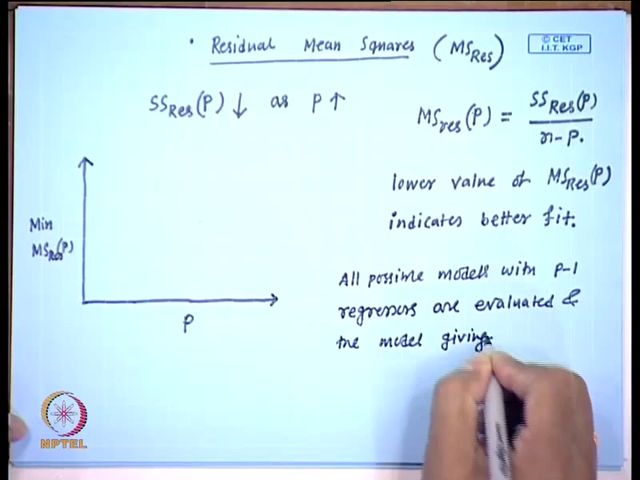 • Residual Mean Squares (MSRes)
© CET
I.I.T. KGP
SSRes(P) ↓ as P ↑
MSres(P) = SSRes(P) / n-P.
lower value of MSRes(P)
indicates better fit.
Min
MSRes(P)
P
All possible modell with P-1
regressors are evaluated &
the model giving
NPTEL